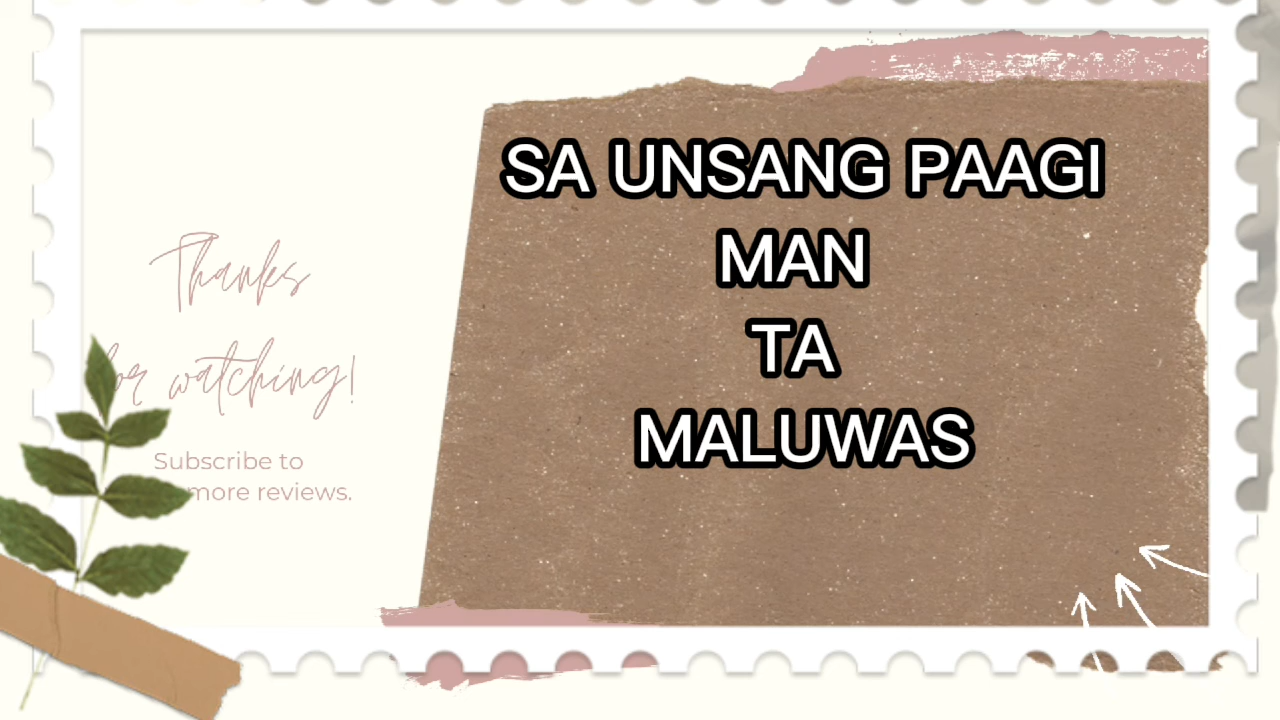 Thanks
for watching!
Subscribe to
more reviews.
SA UNSANG PAAGI
MAN
TA
MALUWAS